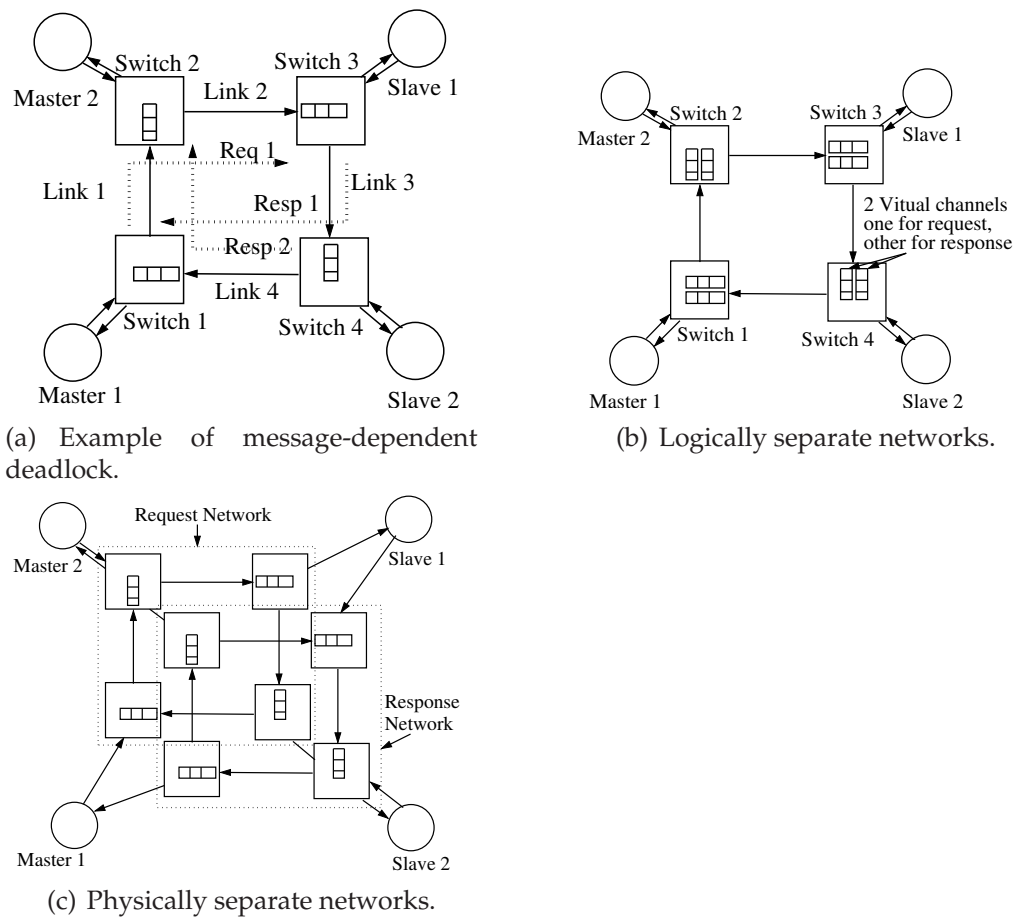 Switch 2
Switch 3
Master 2
Link 2
Slave 1
Req 1
Link 1
Link 3
Resp 1
Resp 2
Link 4
Switch 1
Switch 4
Master 1
Slave 2
(a) Example of message-dependent
deadlock.
Switch 2
Switch 3
Master 2
Slave 1
2 Vitual channels
one for request,
other for response
Switch 1
Switch 4
Master 1
Slave 2
(b) Logically separate networks.
Request Network
Master 2
Slave 1
Response
Network
Master 1
Slave 2
(c) Physically separate networks.